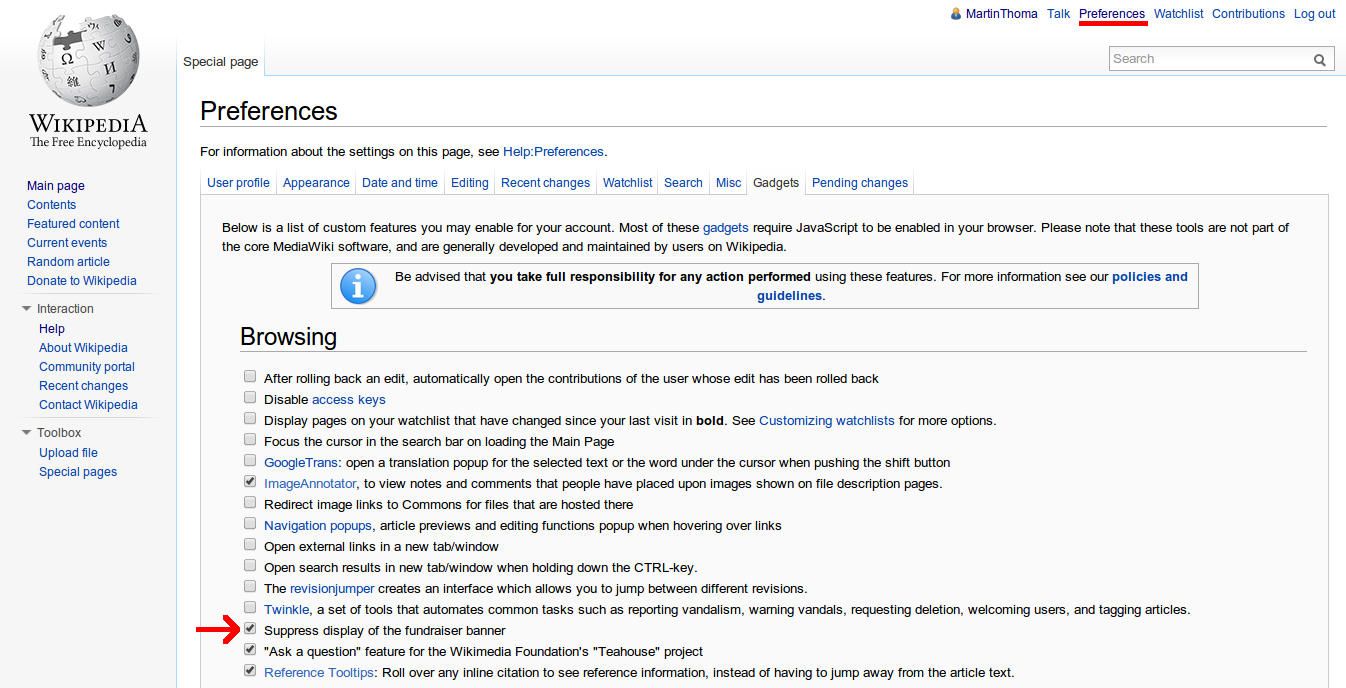 MartinThoma Talk Preferences Watchlist Contributions Log out
Special page
Search
WIKIPEDIA
The Free Encyclopedia
Main page
Contents
Featured content
Current events
Random article
Donate to Wikipedia
Interaction
Help
About Wikipedia
Community portal
Recent changes
Contact Wikipedia
Toolbox
Upload file
Special pages
Preferences
For information about the settings on this page, see Help:Preferences.
User profile Appearance Date and time Editing Recent changes Watchlist Search Misc Gadgets Pending changes
Below is a list of custom features you may enable for your account. Most of these gadgets require JavaScript to be enabled in your browser. Please note that these tools are not part of
the core MediaWiki software, and are generally developed and maintained by users on Wikipedia.
Be advised that you take full responsibility for any action performed using these features. For more information see our policies and
guidelines.
Browsing
After rolling back an edit, automatically open the contributions of the user whose edit has been rolled back
Disable access keys
Display pages on your watchlist that have changed since your last visit in bold. See Customizing watchlists for more options.
Focus the cursor in the search bar on loading the Main Page
GoogleTrans: open a translation popup for the selected text or the word under the cursor when pushing the shift button
ImageAnnotator, to view notes and comments that people have placed upon images shown on file description pages.
Redirect image links to Commons for files that are hosted there
Navigation popups, article previews and editing functions popup when hovering over links
Open external links in a new tab/window
Open search results in new tab/window when holding down the CTRL-key.
The revisionjumper creates an interface which allows you to jump between different revisions.
Twinkle, a set of tools that automates common tasks such as reporting vandalism, warning vandals, requesting deletion, welcoming users, and tagging articles.
Suppress display of the fundraiser banner
"Ask a question" feature for the Wikimedia Foundation's "Teahouse" project
Reference Tooltips: Roll over any inline citation to see reference information, instead of having to jump away from the article text.